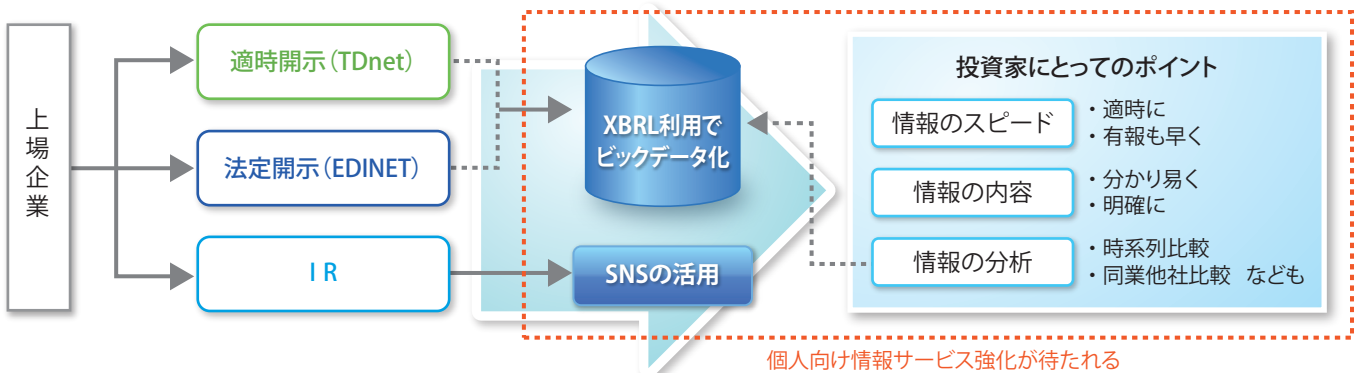 上場企業
適時開示（TDnet）
法定開示（EDINET）
ＩＲ
XBRL利用で
ビックデータ化
SNSの活用
投資家にとってのポイント
情報のスピード
・適時に
・有報も早く
情報の内容
・分かり易く
・明確に
情報の分析
・時系列比較
・同業他社比較　なども
個人向け情報サービス強化が待たれる